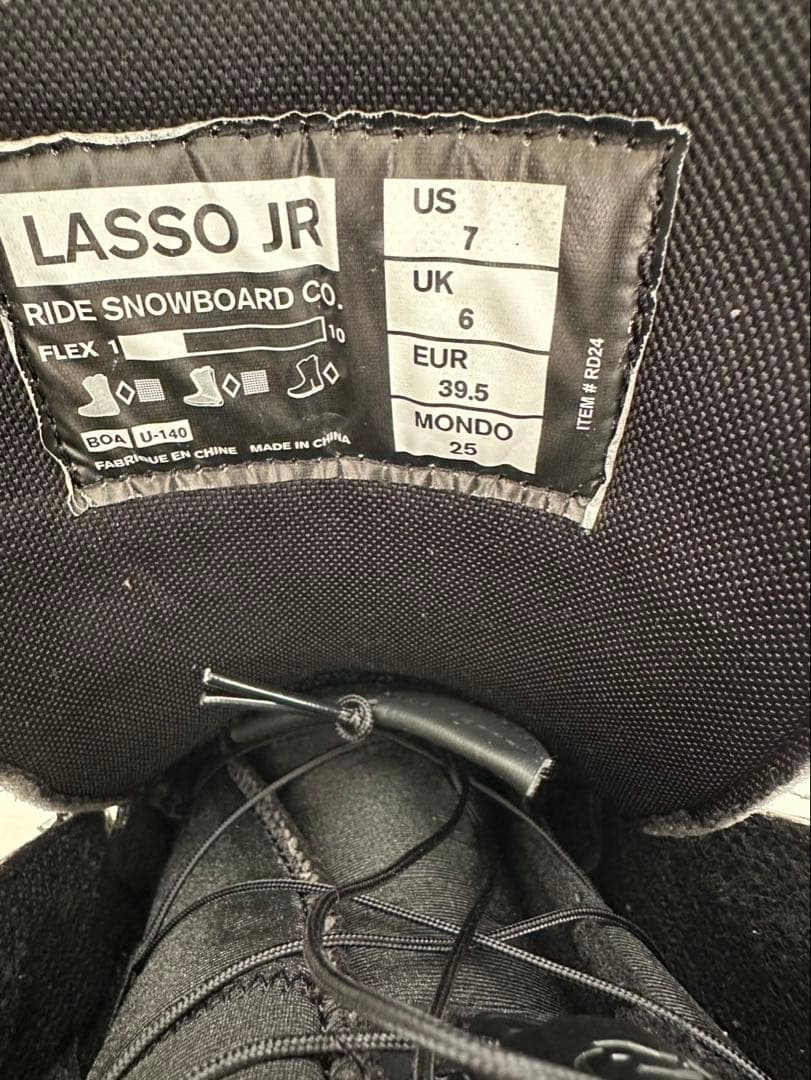 LASSO JR
RIDE SNOWBOARD CO.
FLEX 1 10
BOA U-140
FABRIQUE EN CHINE MADE IN CHINA
US
7
UK
6
EUR
39.5
MONDO
25
ITEM # RD24